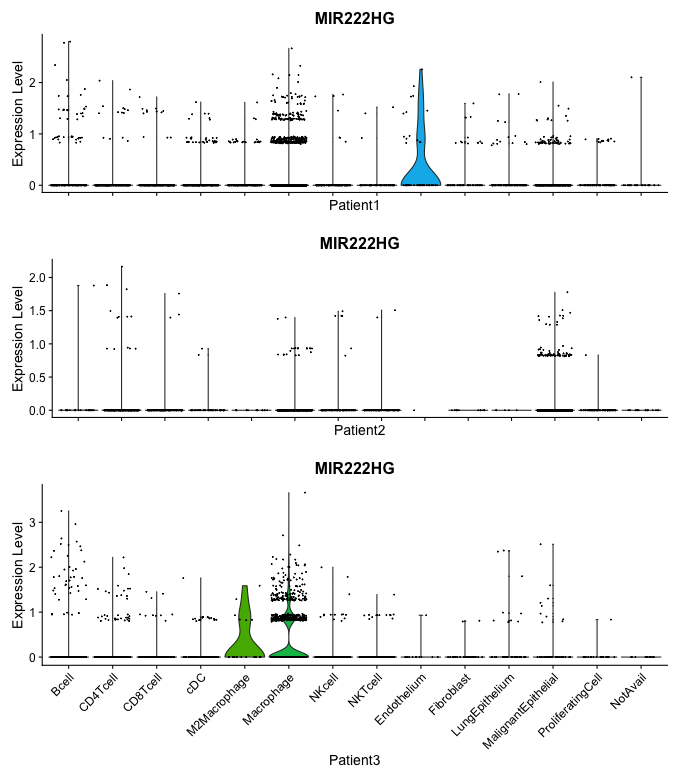 MIR222HG
Expression Level
2
1
0
Patient1
MIR222HG
Expression Level
2.0
1.5
1.0
0.5
0.0
Patient2
MIR222HG
Expression Level
3
2
1
0
Bcell
CD4Tcell
CD8Tcell
cDC
M2Macrophage
Macrophage
NKcell
NKTcell
Endothelium
Fibroblast
LungEpithelium
MalignantEpithelial
ProliferatingCell
NotAvail
Patient3